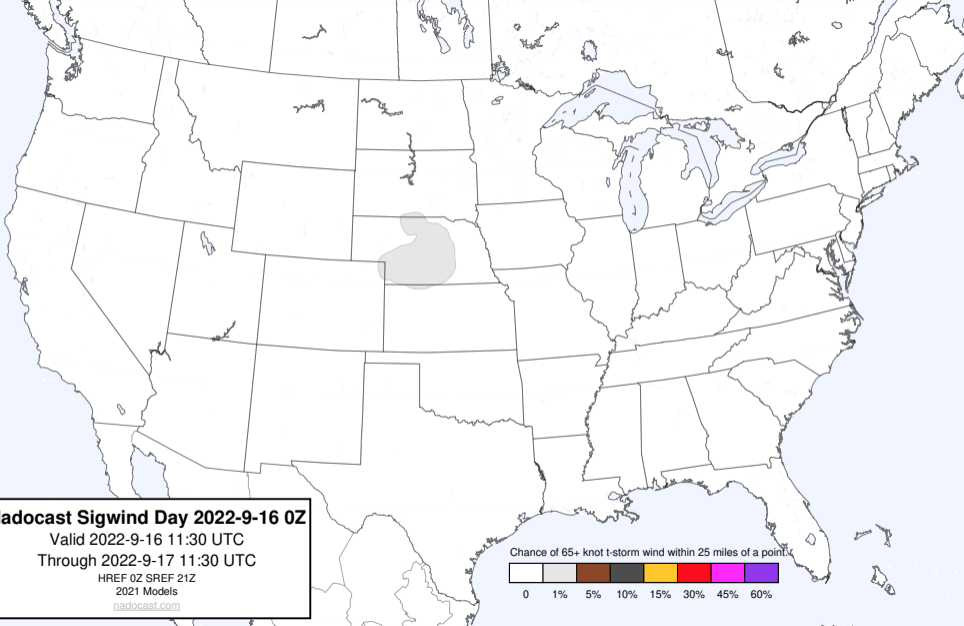 adocast Sigwind Day 2022-9-16 0Z
Valid 2022-9-16 11:30 UTC
Through 2022-9-17 11:30 UTC
HREF 0Z SREF 21Z
2021 Models
nadocast.com
Chance of 65+ knot t-storm wind within 25 miles of a point.
0 1% 5% 10% 15% 30% 45% 60%